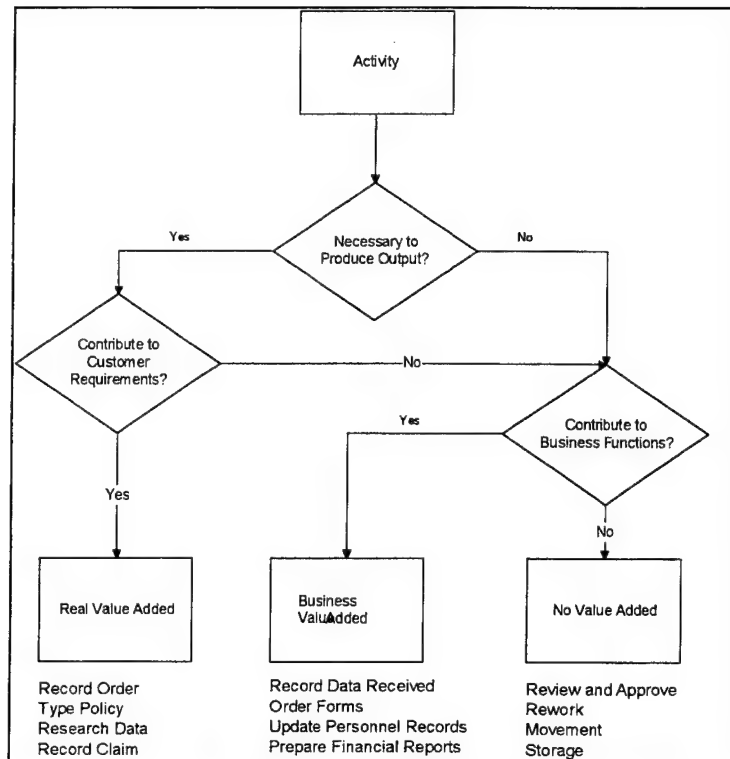 Activity
Necessary to
Produce Output?
Yes
No
Contribute to
Customer
Requirements?
No
Contribute to
Business Functions?
Yes
Yes
No
Real Value Added
Business
ValueAdded
No Value Added
Record Order
Type Policy
Research Data
Record Claim
Record Data Received
Order Forms
Update Personnel Records
Prepare Financial Reports
Review and Approve
Rework
Movement
Storage